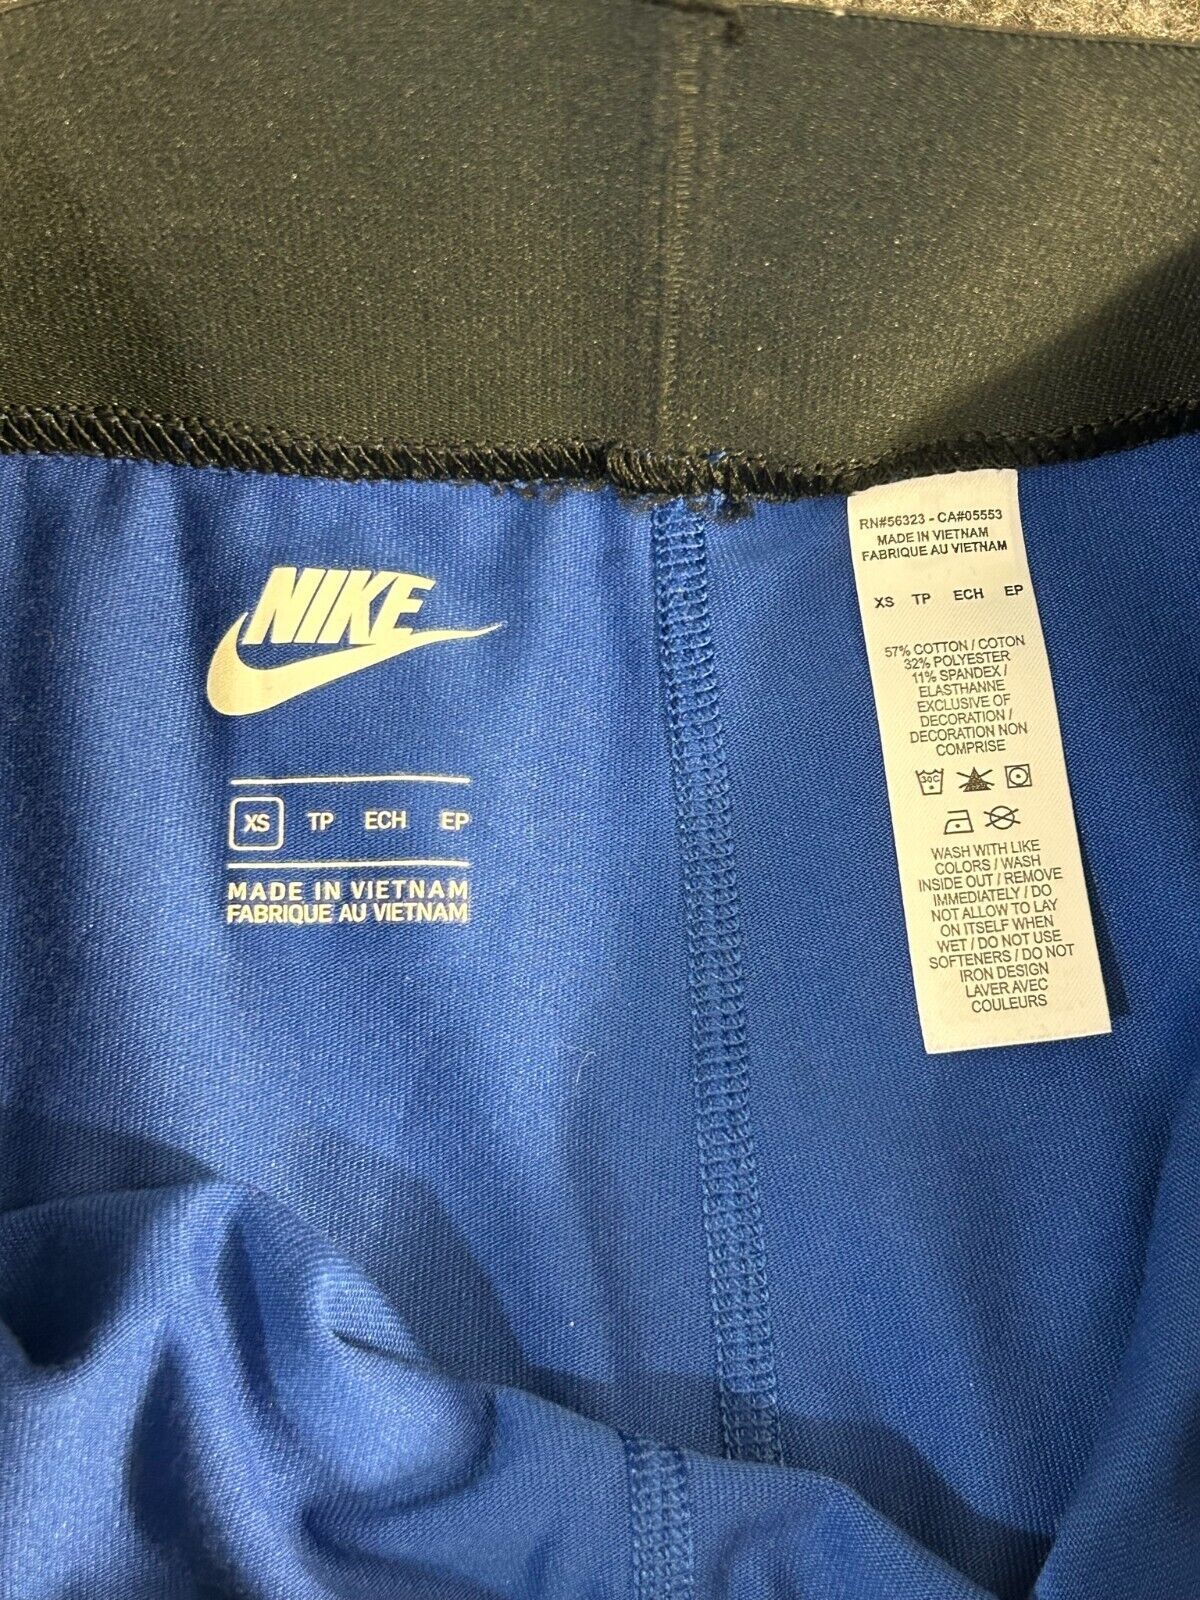 NIKE
XS TP ECH EP
MADE IN VIETNAM
FABRIQUE AU VIETNAM
RN#56323 - CA#05553
MADE IN VIETNAM
FABRIQUE AU VIETNAM
XS TP ECH EP
57% COTTON / COTON
32% POLYESTER
11% SPANDEX /
ELASTHANNE
EXCLUSIVE OF
DECORATION /
DECORATION NON
COMPRISE
30C
WASH WITH LIKE
COLORS / WASH
INSIDE OUT / REMOVE
IMMEDIATELY / DO
NOT ALLOW TO LAY
ON ITSELF WHEN
WET / DO NOT USE
SOFTENERS / DO NOT
IRON DESIGN
LAVER AVEC
COULEURS